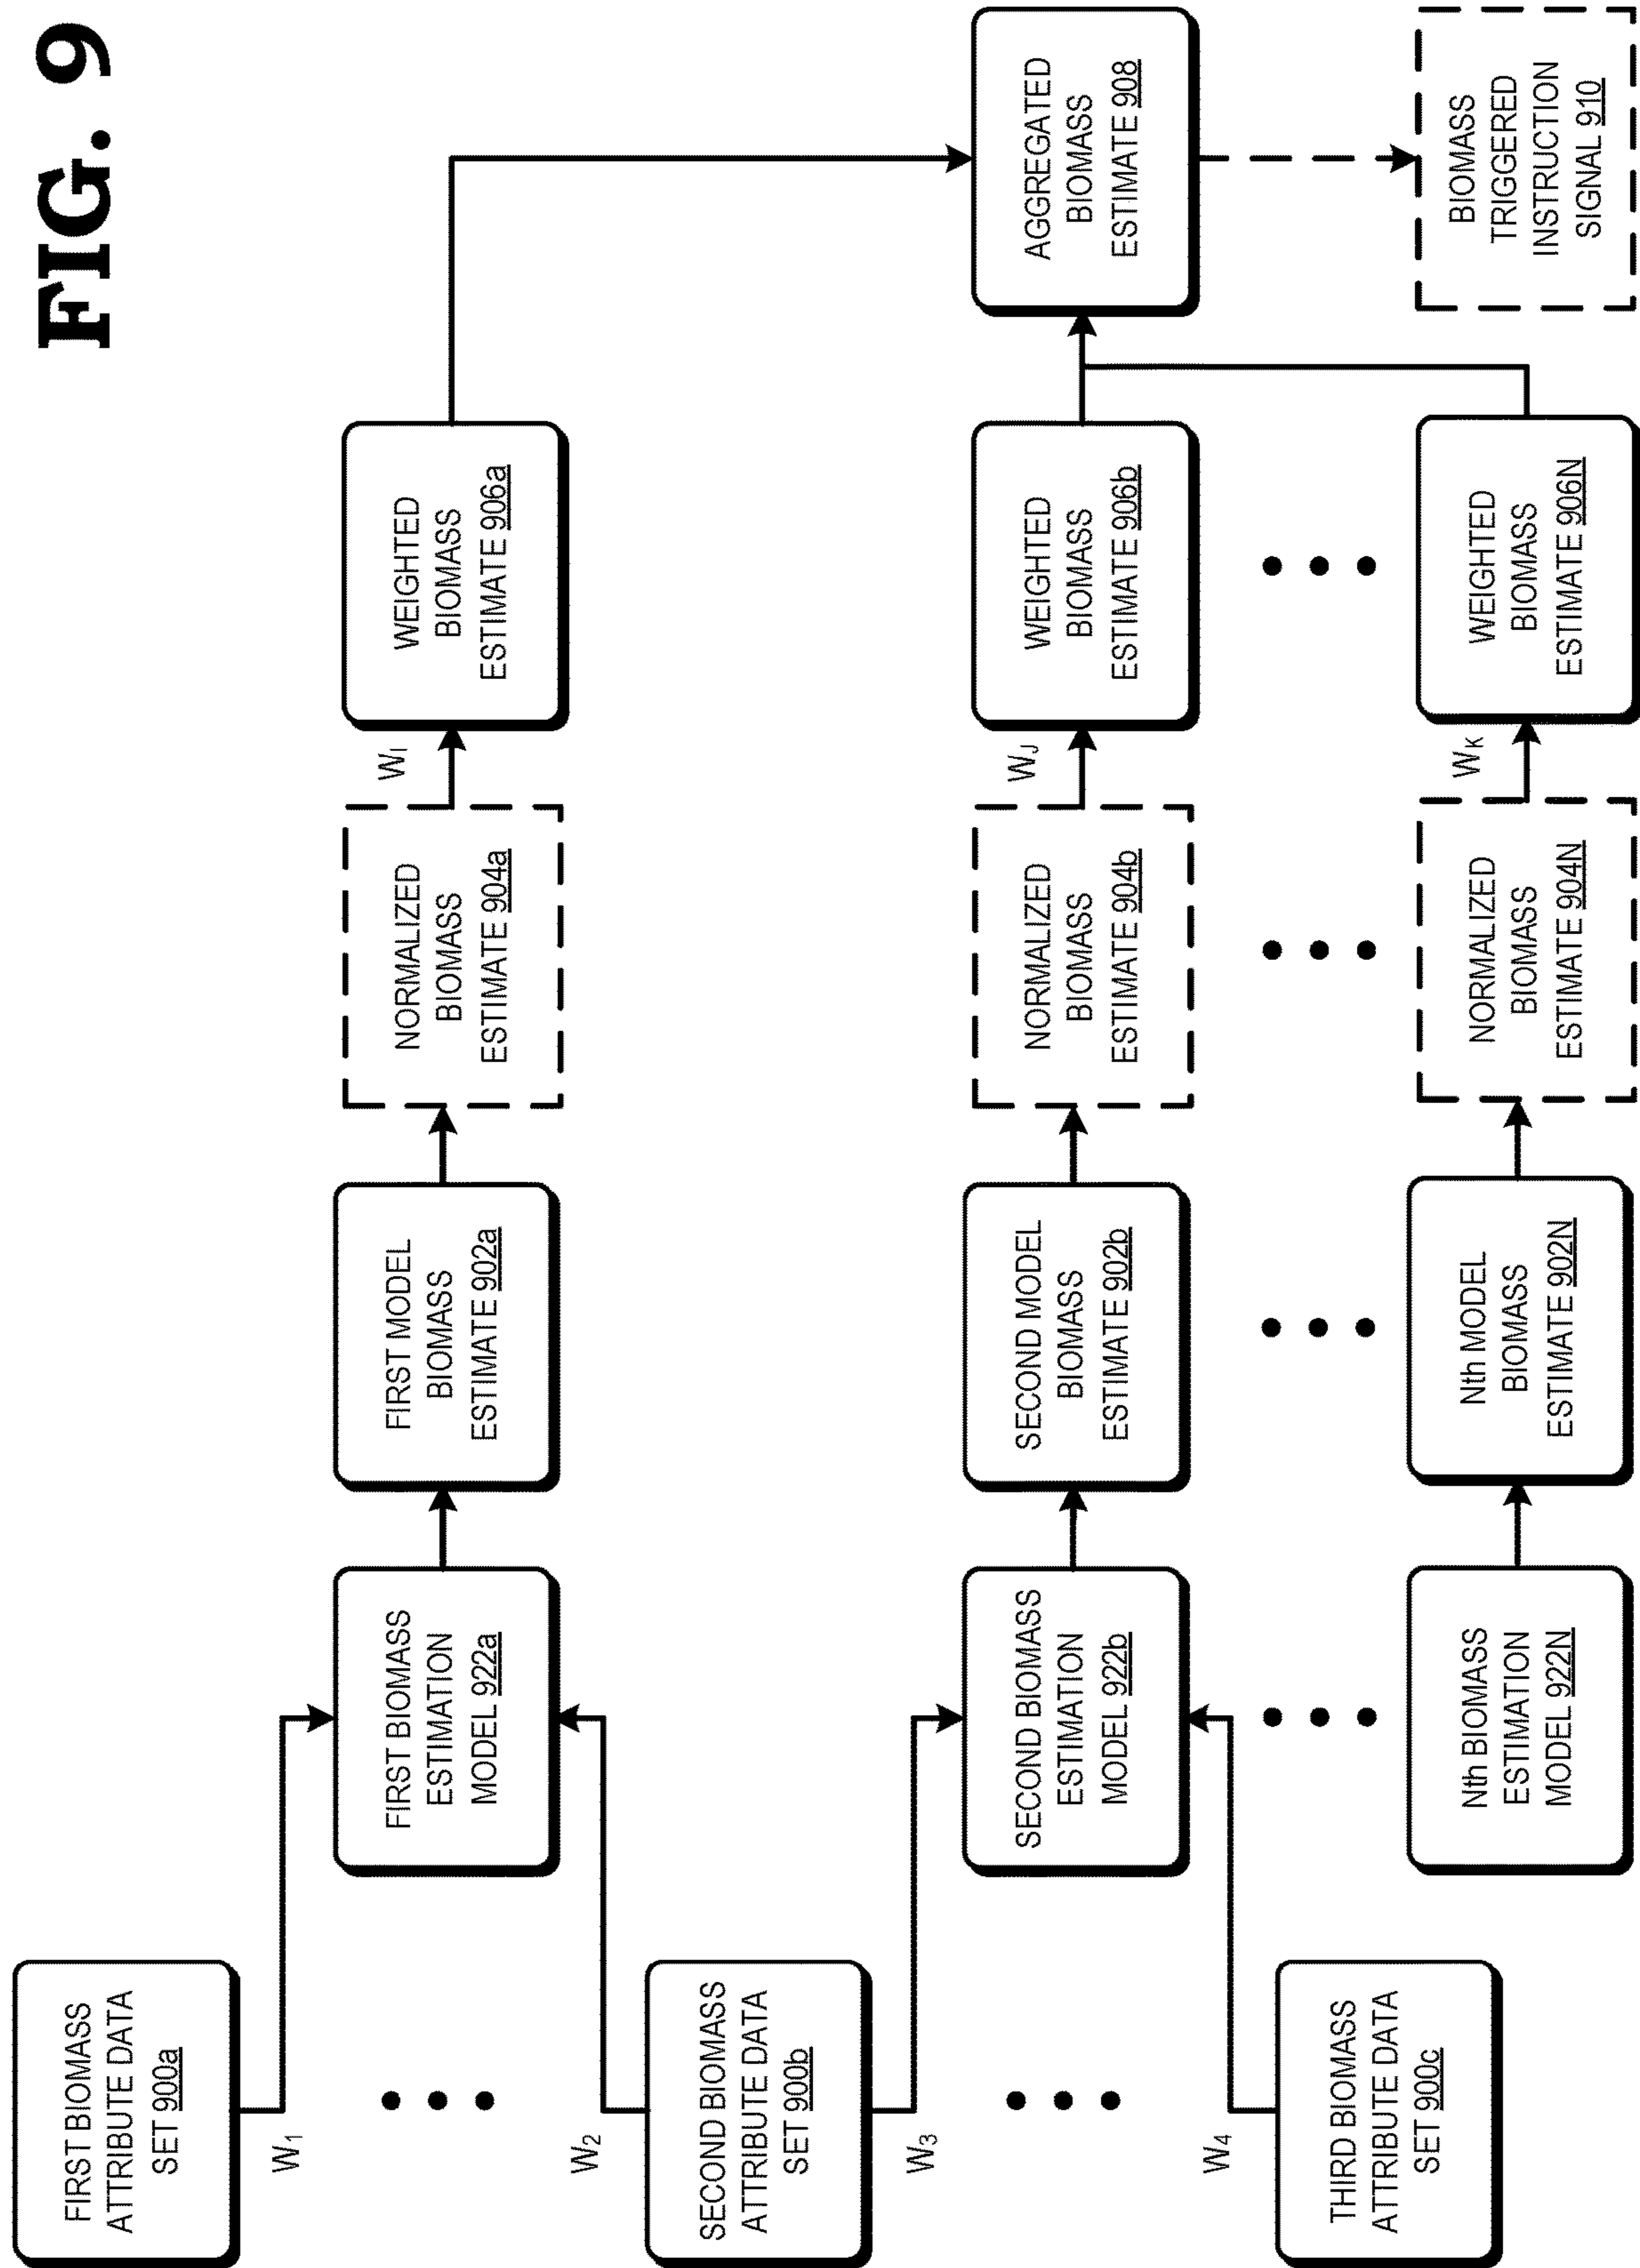 FIG. 9
FIRST BIOMASS
ATTRIBUTE DATA
SET 900a
W1
W2
SECOND BIOMASS
ATTRIBUTE DATA
SET 900b
W3
W4
THIRD BIOMASS
ATTRIBUTE DATA
SET 900c
FIRST BIOMASS
ESTIMATION
MODEL 922a
SECOND BIOMASS
ESTIMATION
MODEL 922b
Nth BIOMASS
ESTIMATION
MODEL 922N
FIRST MODEL
BIOMASS
ESTIMATE 902a
SECOND MODEL
BIOMASS
ESTIMATE 902b
Nth MODEL
BIOMASS
ESTIMATE 902N
NORMALIZED
BIOMASS
ESTIMATE 904a
NORMALIZED
BIOMASS
ESTIMATE 904b
NORMALIZED
BIOMASS
ESTIMATE 904N
WI
WJ
WK
WEIGHTED
BIOMASS
ESTIMATE 906a
WEIGHTED
BIOMASS
ESTIMATE 906b
WEIGHTED
BIOMASS
ESTIMATE 906N
AGGREGATED
BIOMASS
ESTIMATE 908
BIOMASS
TRIGGERED
INSTRUCTION
SIGNAL 910